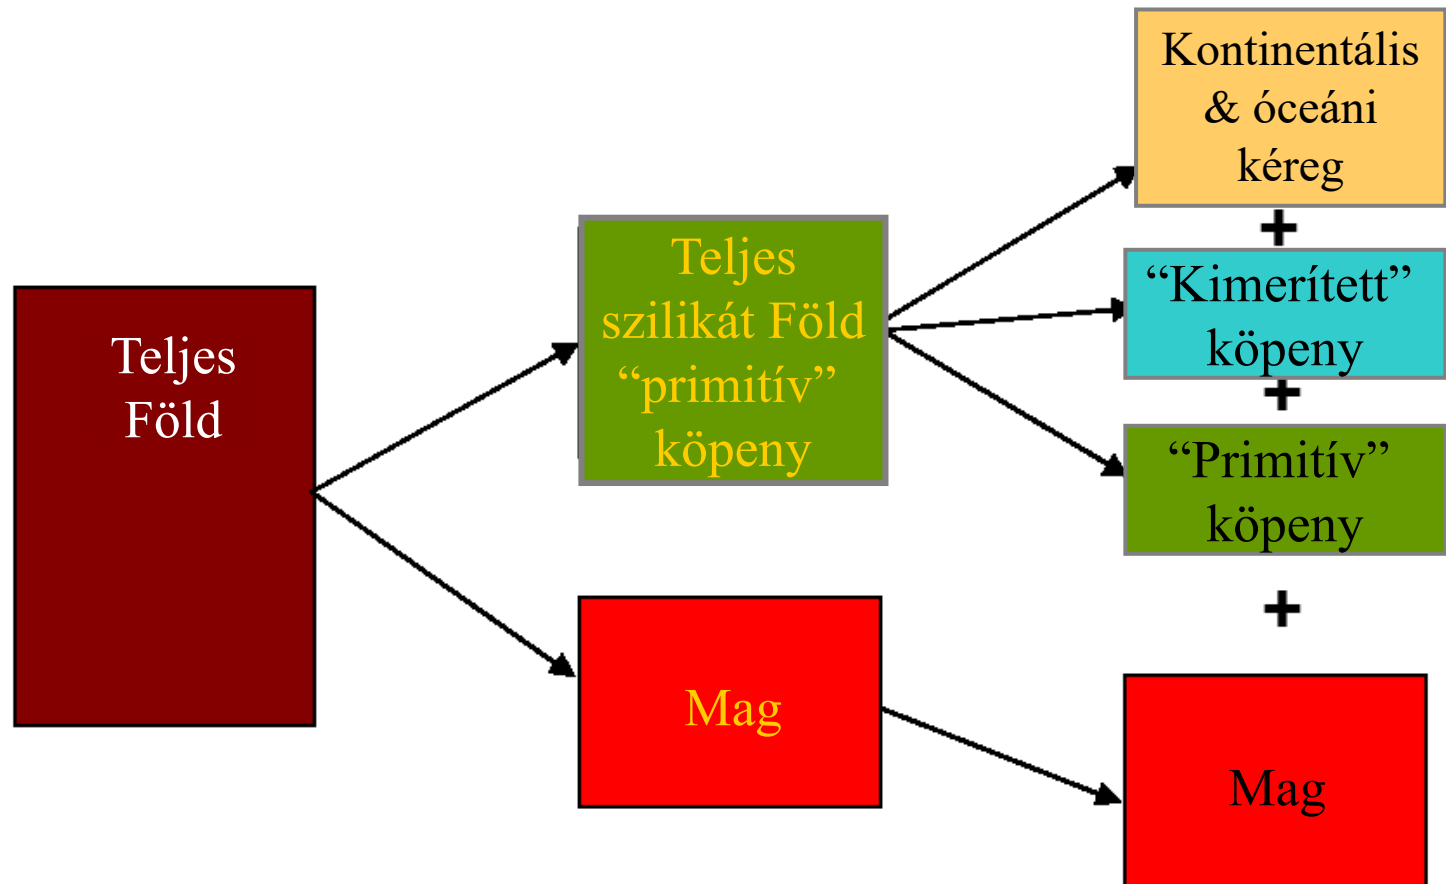 Teljes
Föld
Teljes
szilikát Föld
“primitív”
köpeny
Mag
Kontinentális
& óceáni
kéreg
+
“Kimerített”
köpeny
+
“Primitív”
köpeny
+
Mag